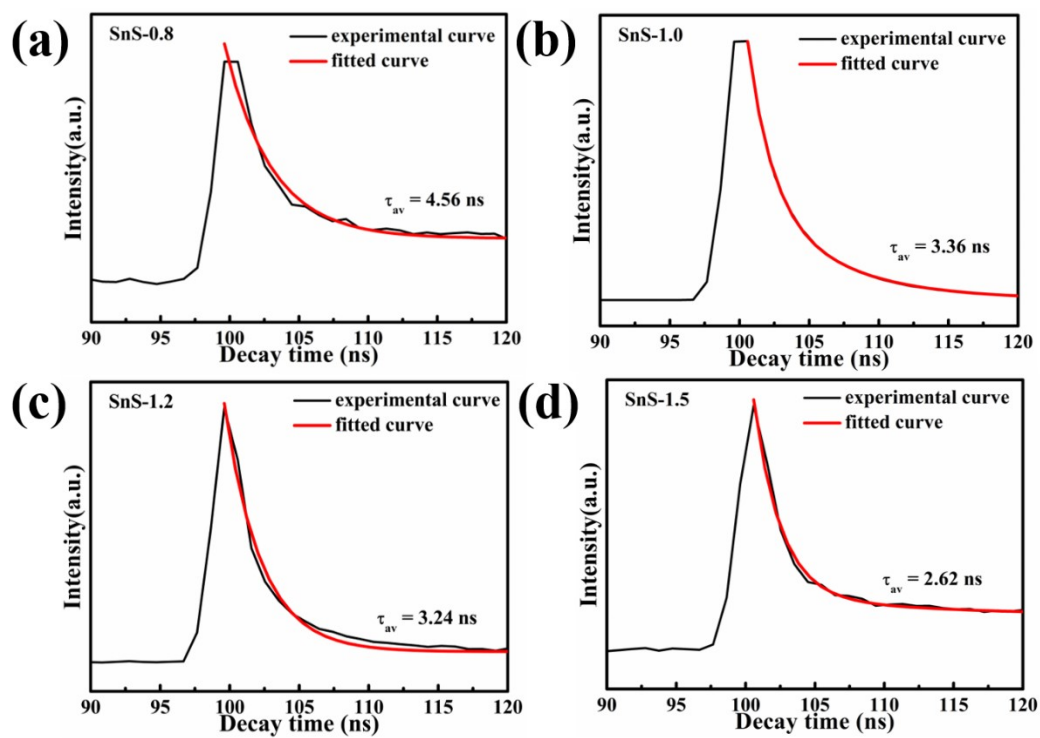 (a)
SnS-0.8
experimental curve
fitted curve
τav = 4.56 ns
Intensity(a.u.)
90 95 100 105 110 115 120
Decay time (ns)
(b)
SnS-1.0
experimental curve
fitted curve
τav = 3.36 ns
Intensity(a.u.)
90 95 100 105 110 115 120
Decay time (ns)
(c)
SnS-1.2
experimental curve
fitted curve
τav = 3.24 ns
Intensity(a.u.)
90 95 100 105 110 115 120
Decay time (ns)
(d)
SnS-1.5
experimental curve
fitted curve
τav = 2.62 ns
Intensity(a.u.)
90 95 100 105 110 115 120
Decay time (ns)